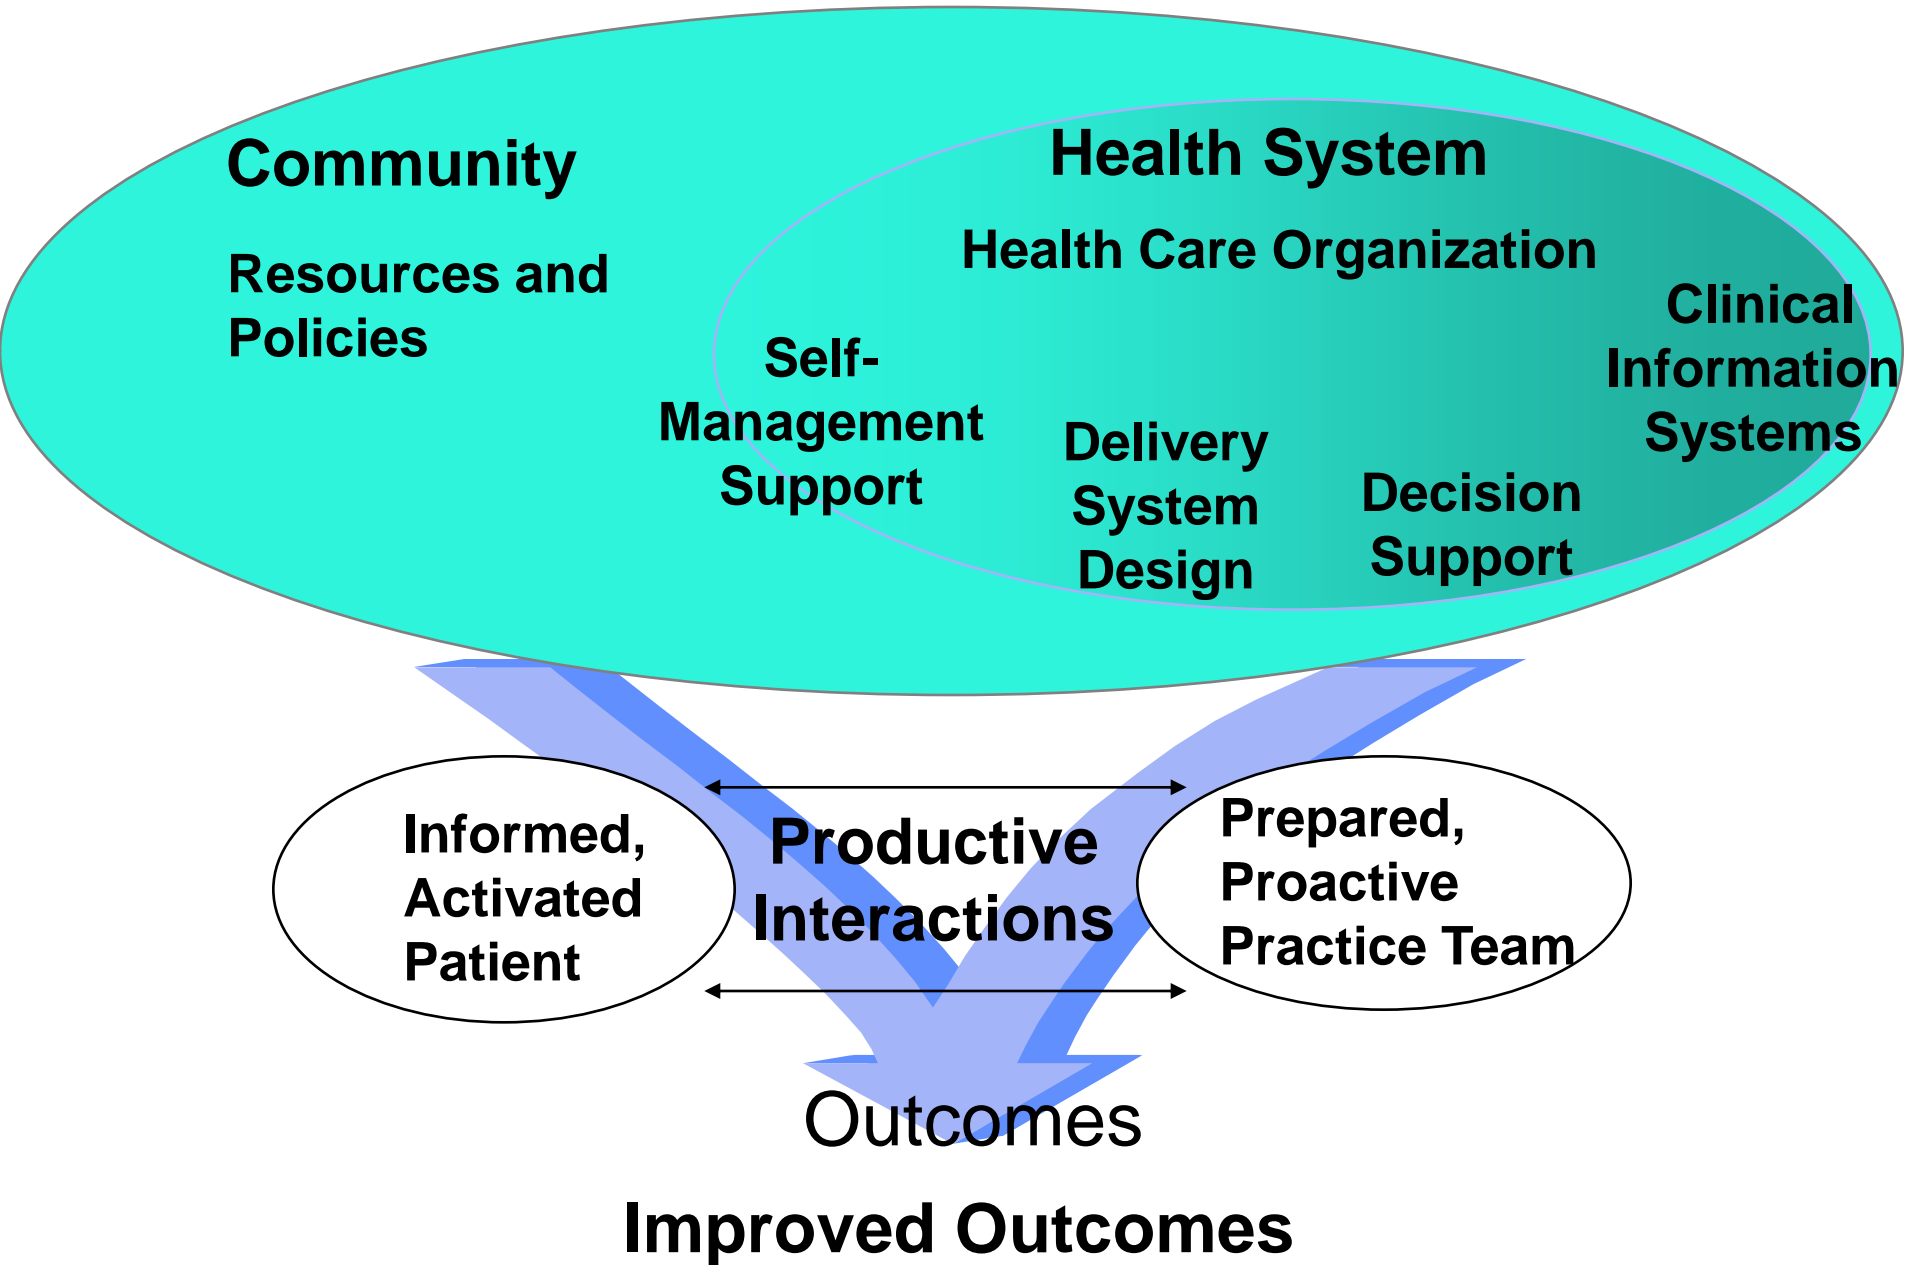 Community
Resources and
Policies
Health System
Health Care Organization
Self-
Management
Support
Delivery
System
Design
Decision
Support
Clinical
Information
Systems
Informed,
Activated
Patient
Productive
Interactions
Prepared,
Proactive
Practice Team
Outcomes
Improved Outcomes